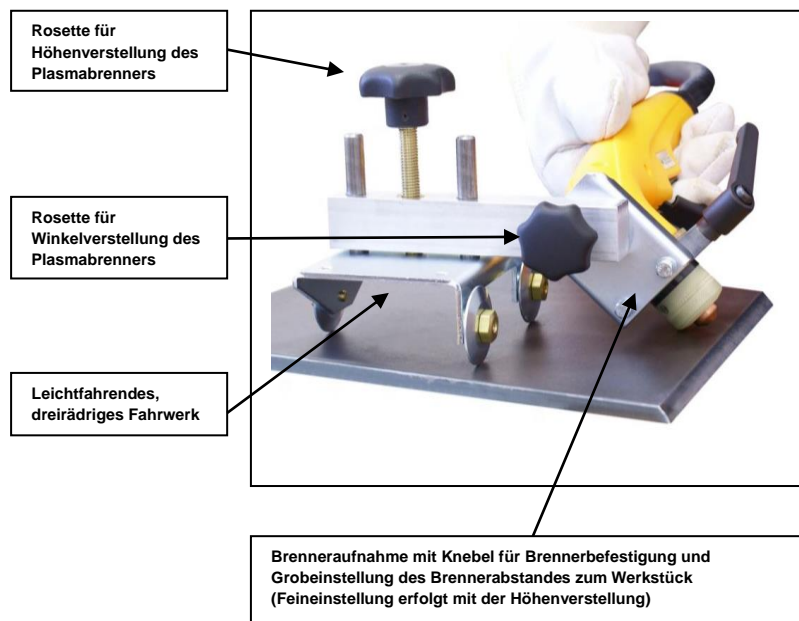 Rosette für
Höhenverstellung des
Plasmabrenners
Rosette für
Winkelverstellung des
Plasmabrenners
Leichtfahrendes,
dreirädriges Fahrwerk
Brenneraufnahme mit Knebel für Brennerbefestigung und
Grobeinstellung des Brennerabstandes zum Werkstück
(Feineinstellung erfolgt mit der Höhenverstellung)